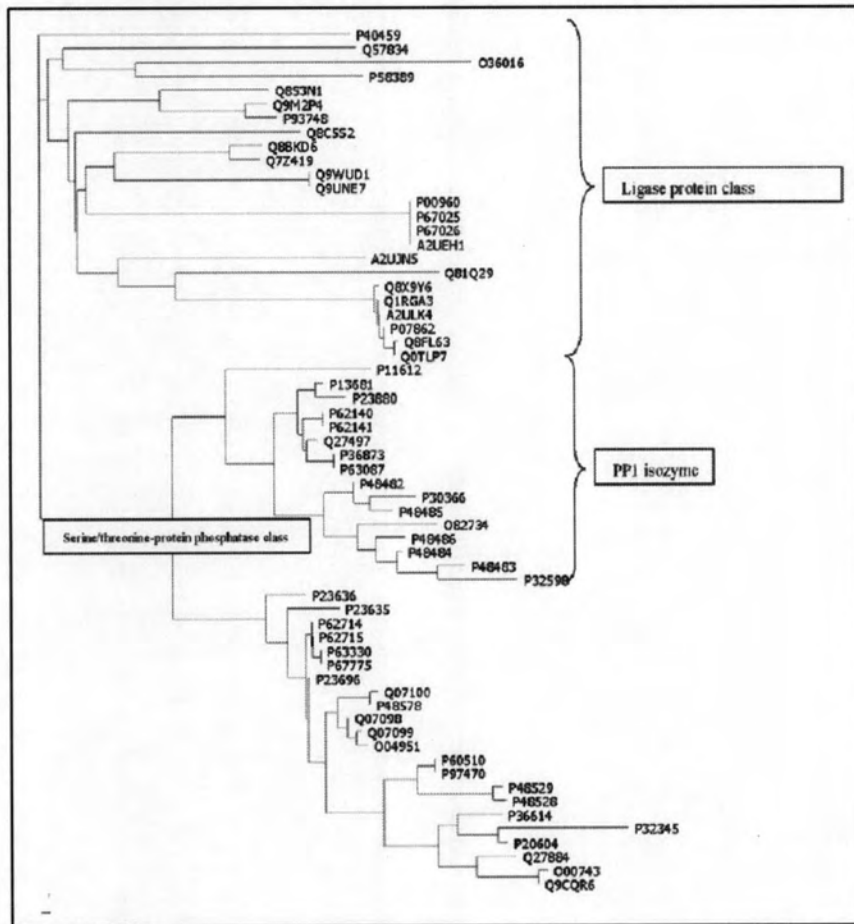 P40459
Q57834
O36016
P58389
Q8S3N1
Q9M2P4
P93748
Q8C5S2
Q8BKD6
Q7Z419
Q9WUD1
Q9UNE7
Ligase protein class
P00960
P67025
P67026
A2UEH1
A2UJN5
Q81Q29
Q8X9Y6
Q1RGA3
A2ULK4
P07862
Q8FL63
Q0TLP7
P11612
P13681
P23880
P62140
P62141
Q27497
P36873
P63087
PP1 isozyme
P48482
P30366
P48485
O82734
Serine/threonine-protein phosphatase class
P48486
P48484
P48483
P32598
P23636
P23635
P62714
P62715
P63330
P67775
P23696
Q07100
P48578
Q07098
Q07099
O04951
P60510
P97470
P48529
P48528
P36614
P32345
P20604
Q27884
O00743
Q9CQR6